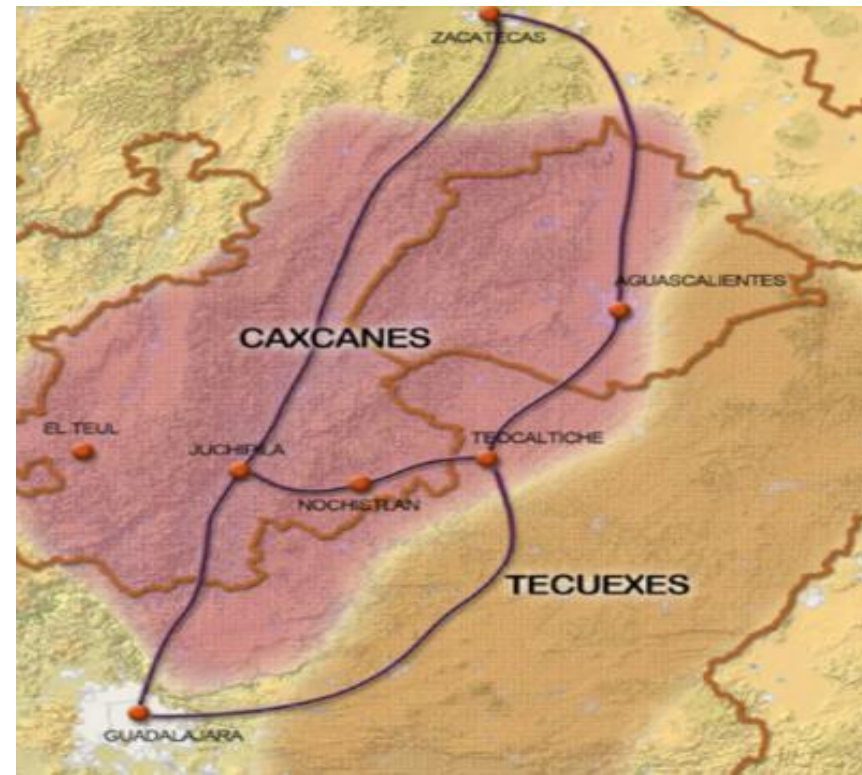 ZACATECAS
AGUASCALIENTES
CAXCANES
EL TEUL
JUCHIPILA
TEOCALTICHE
NOCHISTLAN
TECUEXES
GUADALAJARA